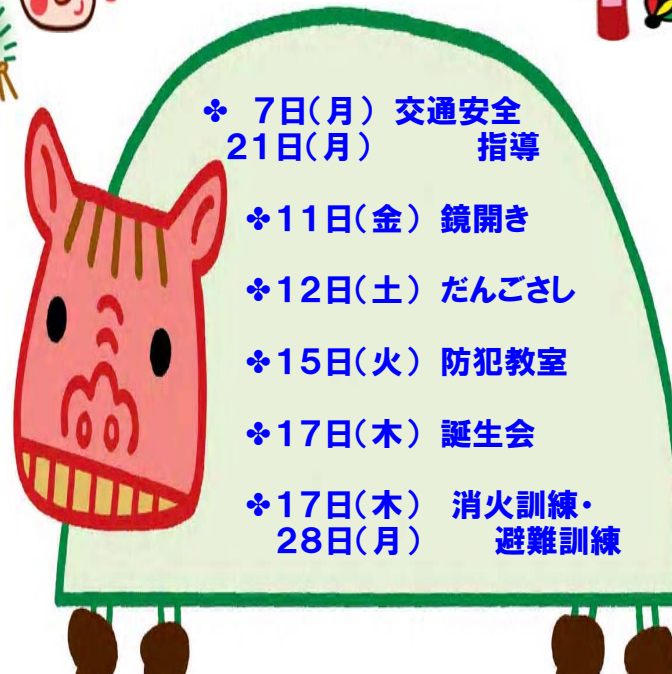 ✤ 7日(月) 交通安全
21日(月) 指導
✤11日(金) 鏡開き
✤12日(土) だんごさし
✤15日(火) 防犯教室
✤17日(木) 誕生会
✤17日(木) 消火訓練・
28日(月) 避難訓練